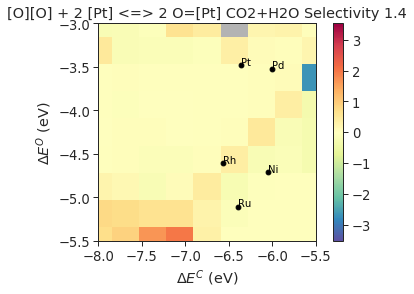 [O][O] + 2 [Pt] <=> 2 O=[Pt] CO2+H2O Selectivity 1.4
−3.0
−3.5
−4.0
−4.5
−5.0
−5.5
ΔE^O (eV)
Pt
Pd
Rh
Ni
Ru
−8.0 −7.5 −7.0 −6.5 −6.0 −5.5
ΔE^C (eV)
3
2
1
0
−1
−2
−3